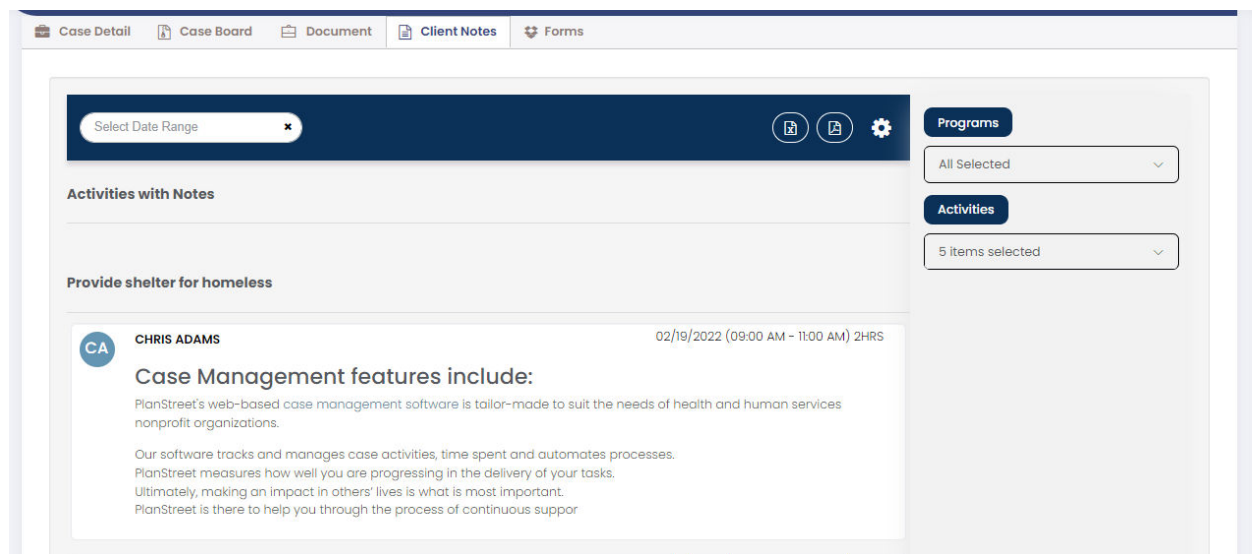 Case Detail Case Board Document Client Notes Forms
Select Date Range
Programs
All Selected
Activities with Notes
Activities
5 items selected
Provide shelter for homeless
CA
CHRIS ADAMS
02/19/2022 (09:00 AM - 11:00 AM) 2HRS
Case Management features include:
PlanStreet's web-based case management software is tailor-made to suit the needs of health and human services
nonprofit organizations.
Our software tracks and manages case activities, time spent and automates processes.
PlanStreet measures how well you are progressing in the delivery of your tasks.
Ultimately, making an impact in others' lives is what is most important.
PlanStreet is there to help you through the process of continuous suppor